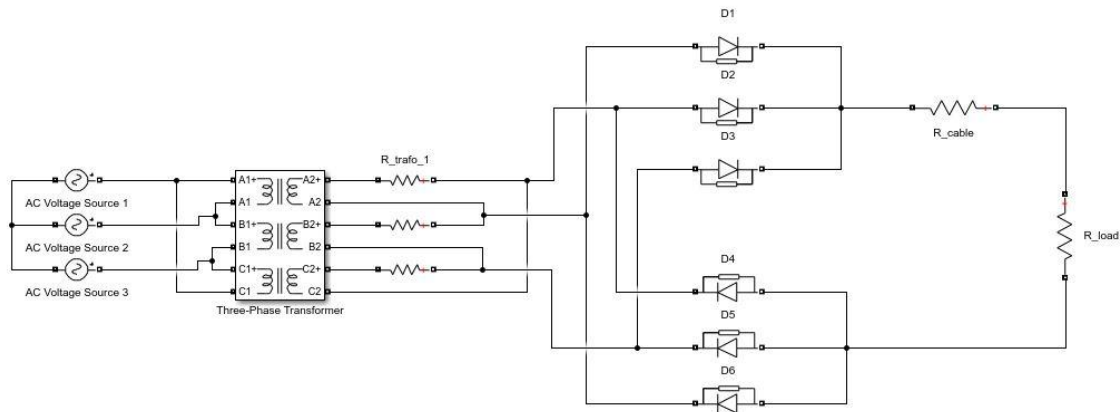 D1
D2
D3
R_cable
R_trafo_1
A1+
A2+
A1
A2
B1+
B2+
B1
B2
C1+
C2+
C1
C2
AC Voltage Source 1
AC Voltage Source 2
AC Voltage Source 3
Three-Phase Transformer
R_load
D4
D5
D6